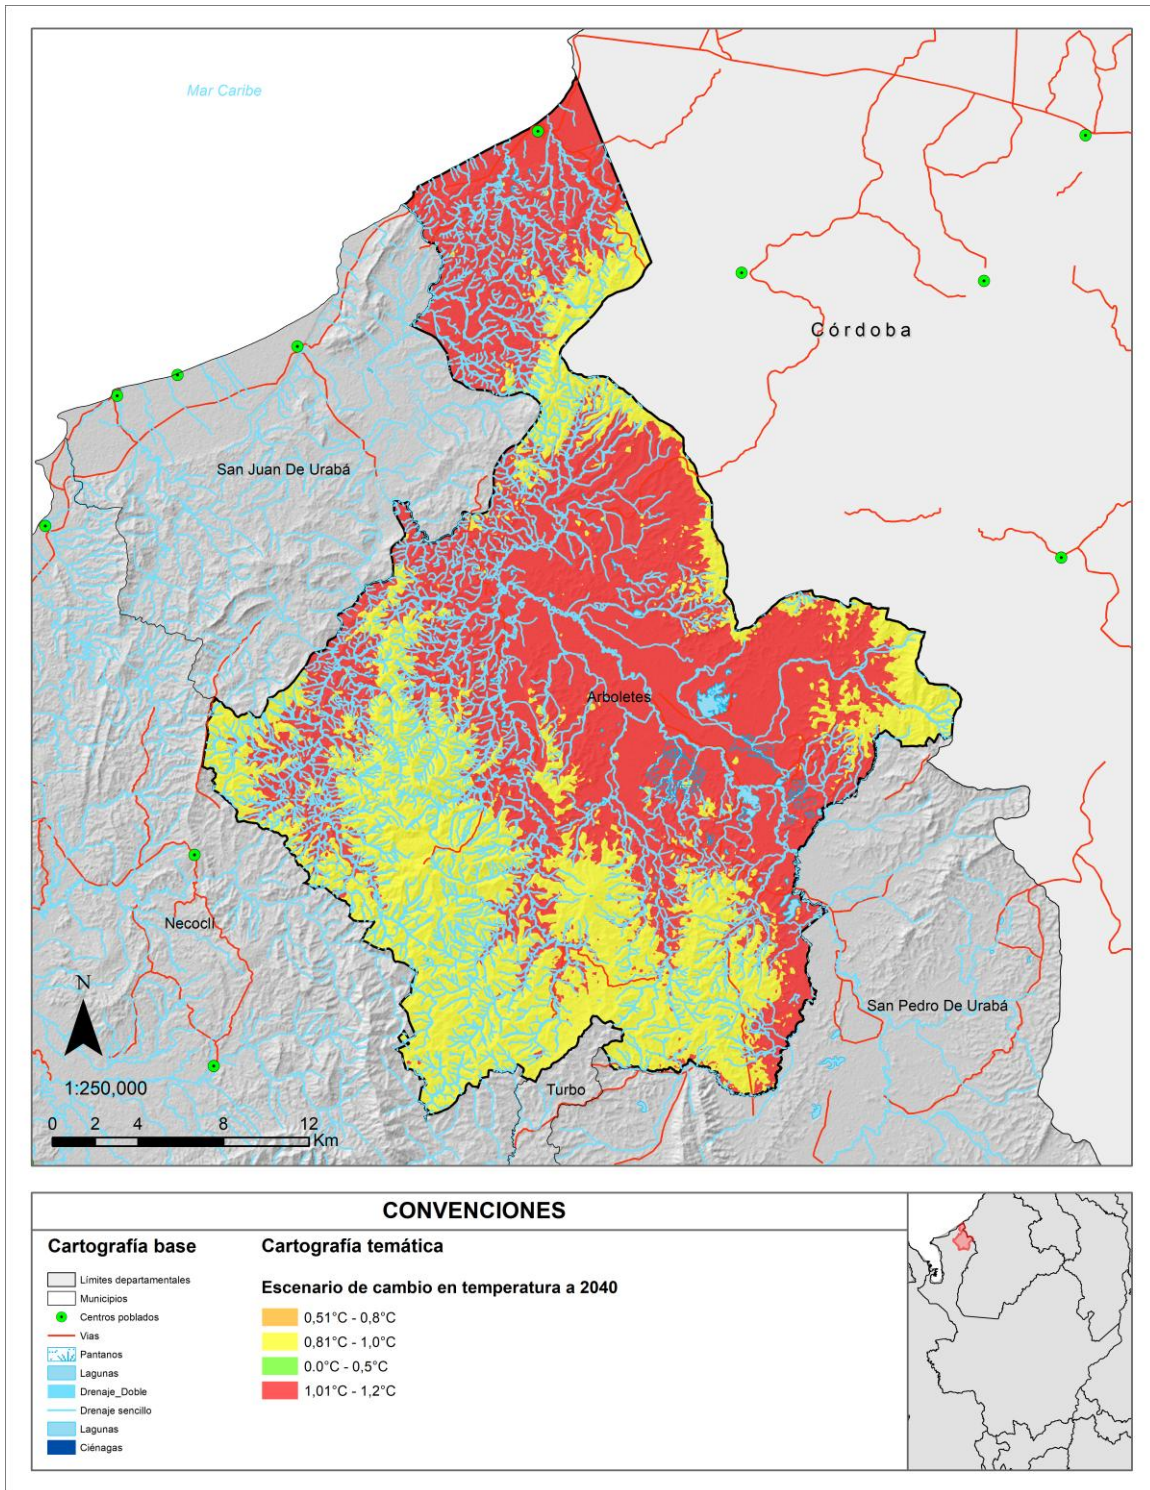 Mar Caribe
Córdoba
San Juan De Urabá
Arboletes
Necoclí
San Pedro De Urabá
N
Turbo
1:250,000
0 2 4 8 12
Km
CONVENCIONES
Cartografía base
Límites departamentales
Municipios
Centros poblados
Vias
Pantanos
Lagunas
Drenaje_Doble
Drenaje sencillo
Lagunas
Ciénagas
Cartografía temática
Escenario de cambio en temperatura a 2040
0,51°C - 0,8°C
0,81°C - 1,0°C
0.0°C - 0,5°C
1,01°C - 1,2°C